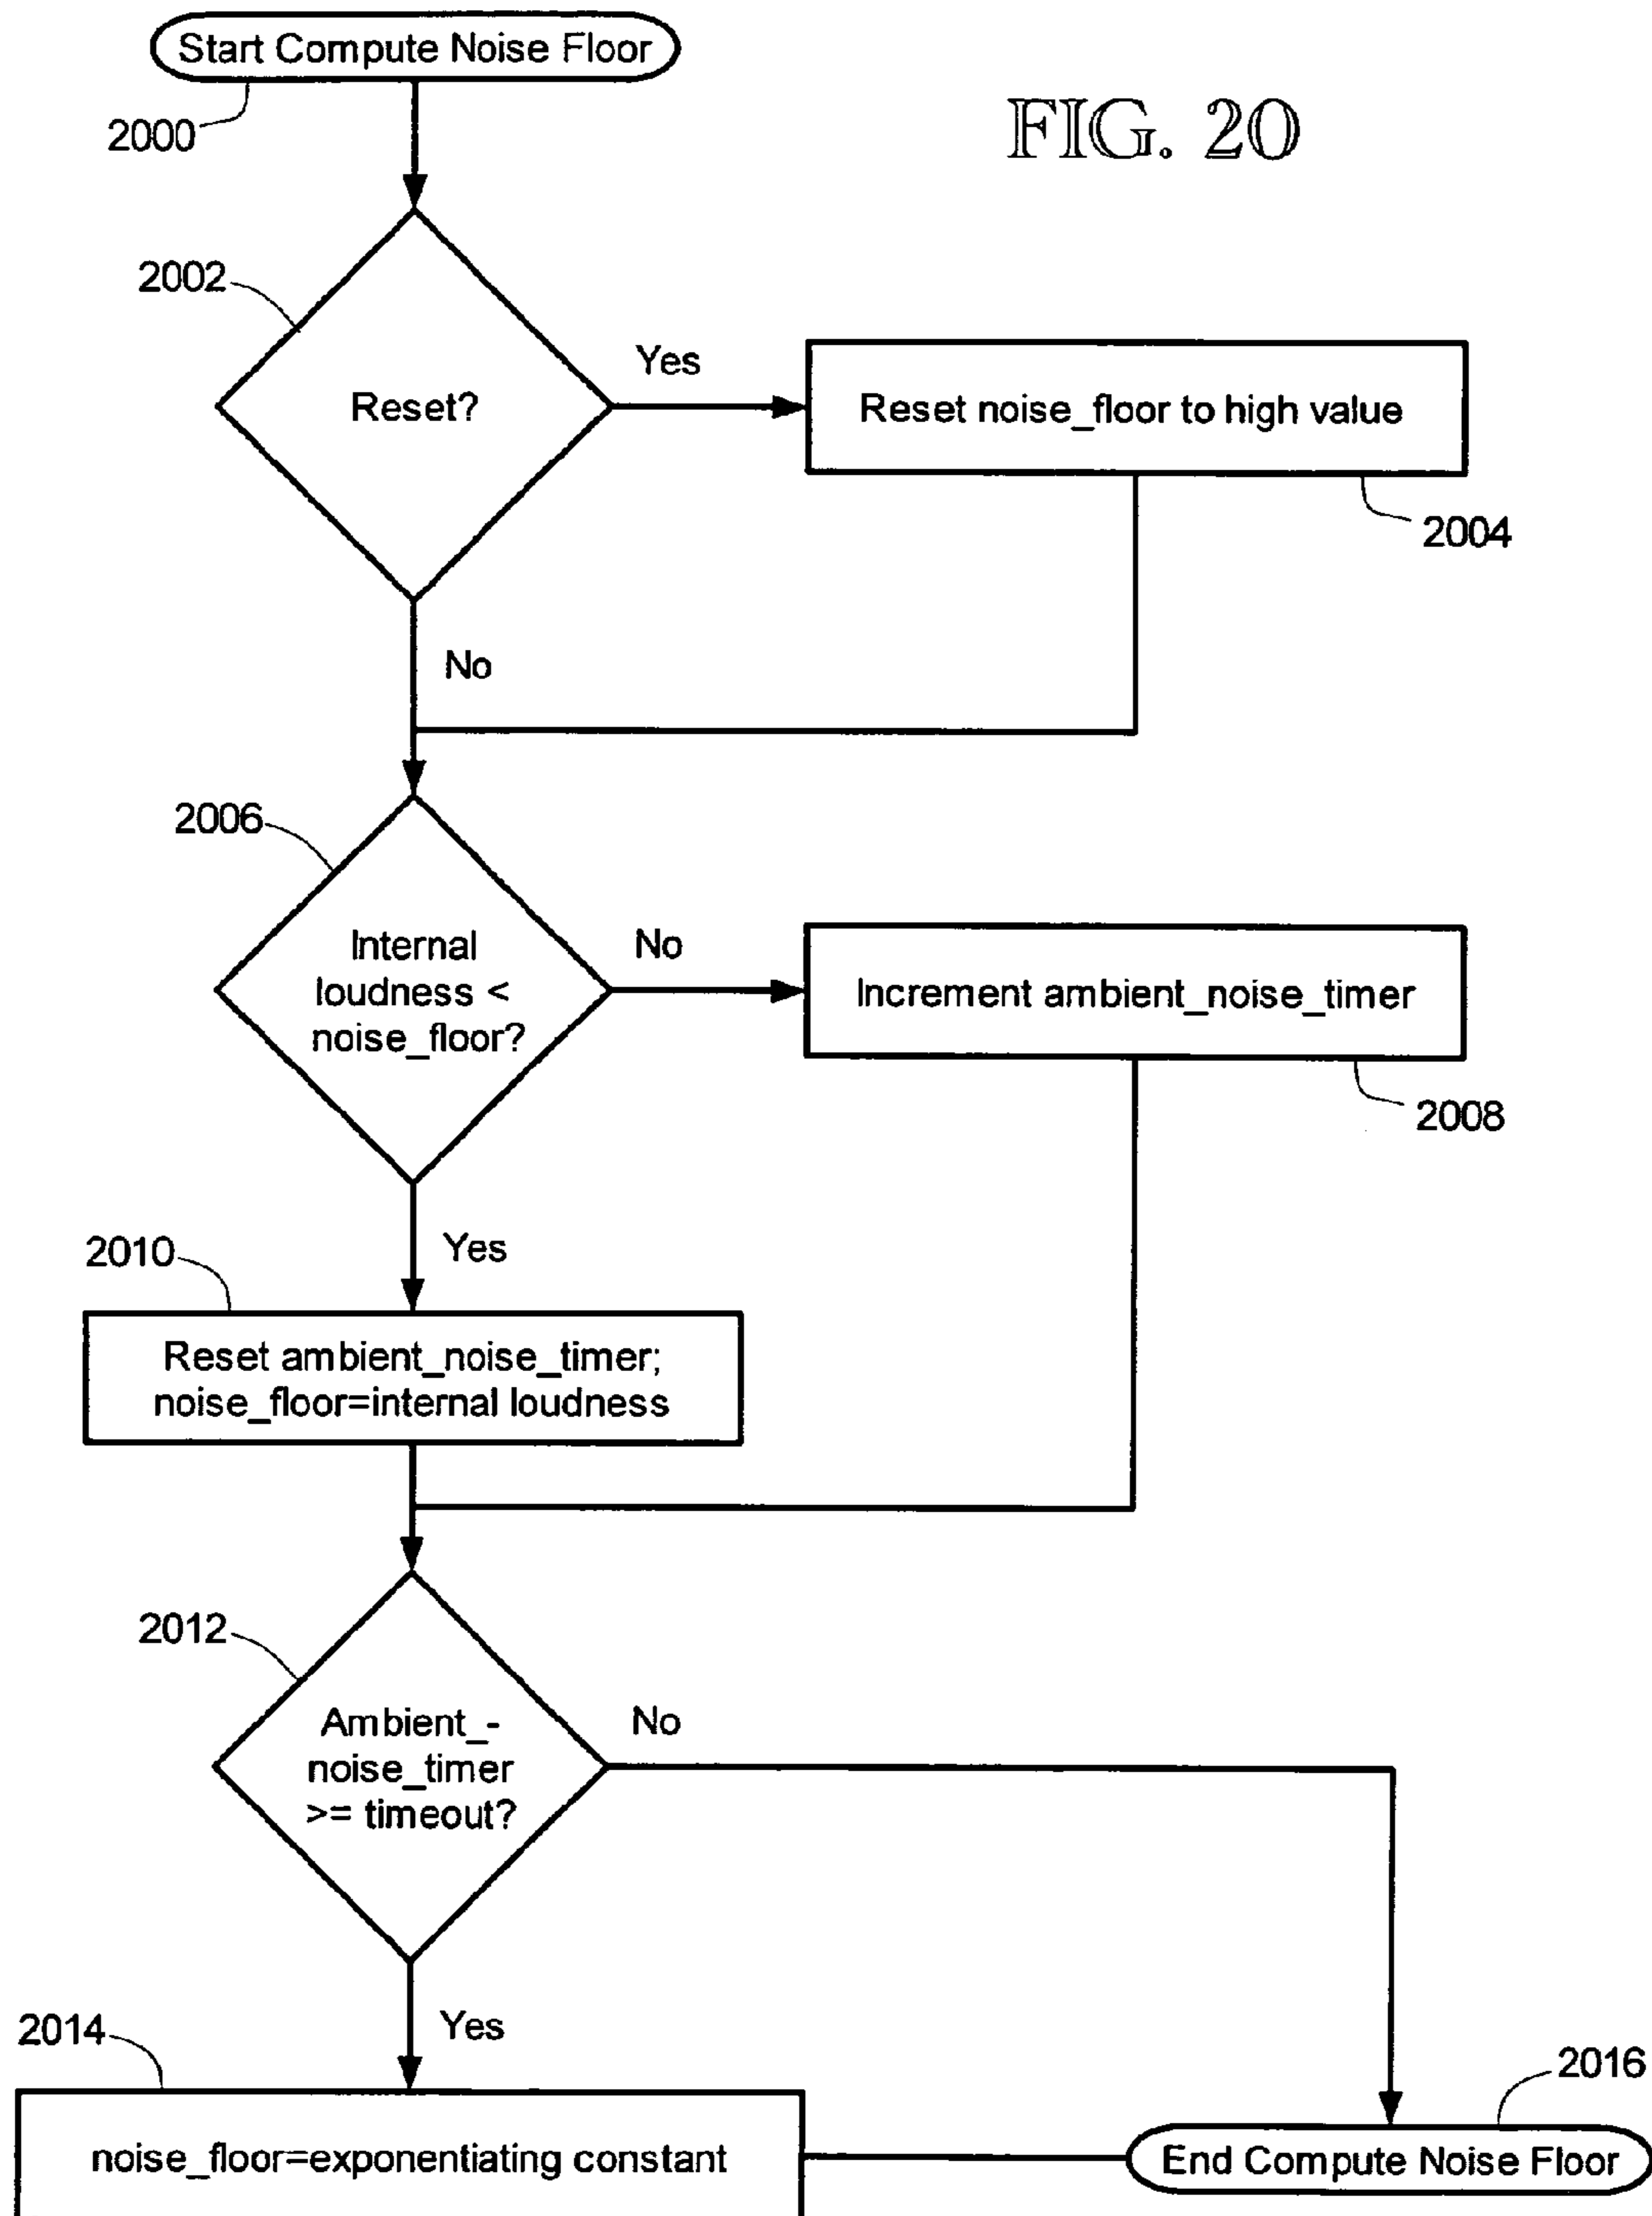 Start Compute Noise Floor
2000
FIG. 20
2002
Reset?
Yes
Reset noise_floor to high value
2004
No
2006
Internal
loudness <
noise_floor?
No
Increment ambient_noise_timer
2008
Yes
2010
Reset ambient_noise_timer;
noise_floor=internal loudness
2012
Ambient_-
noise_timer
>= timeout?
No
Yes
2014
noise_floor=exponentiating constant
2016
End Compute Noise Floor